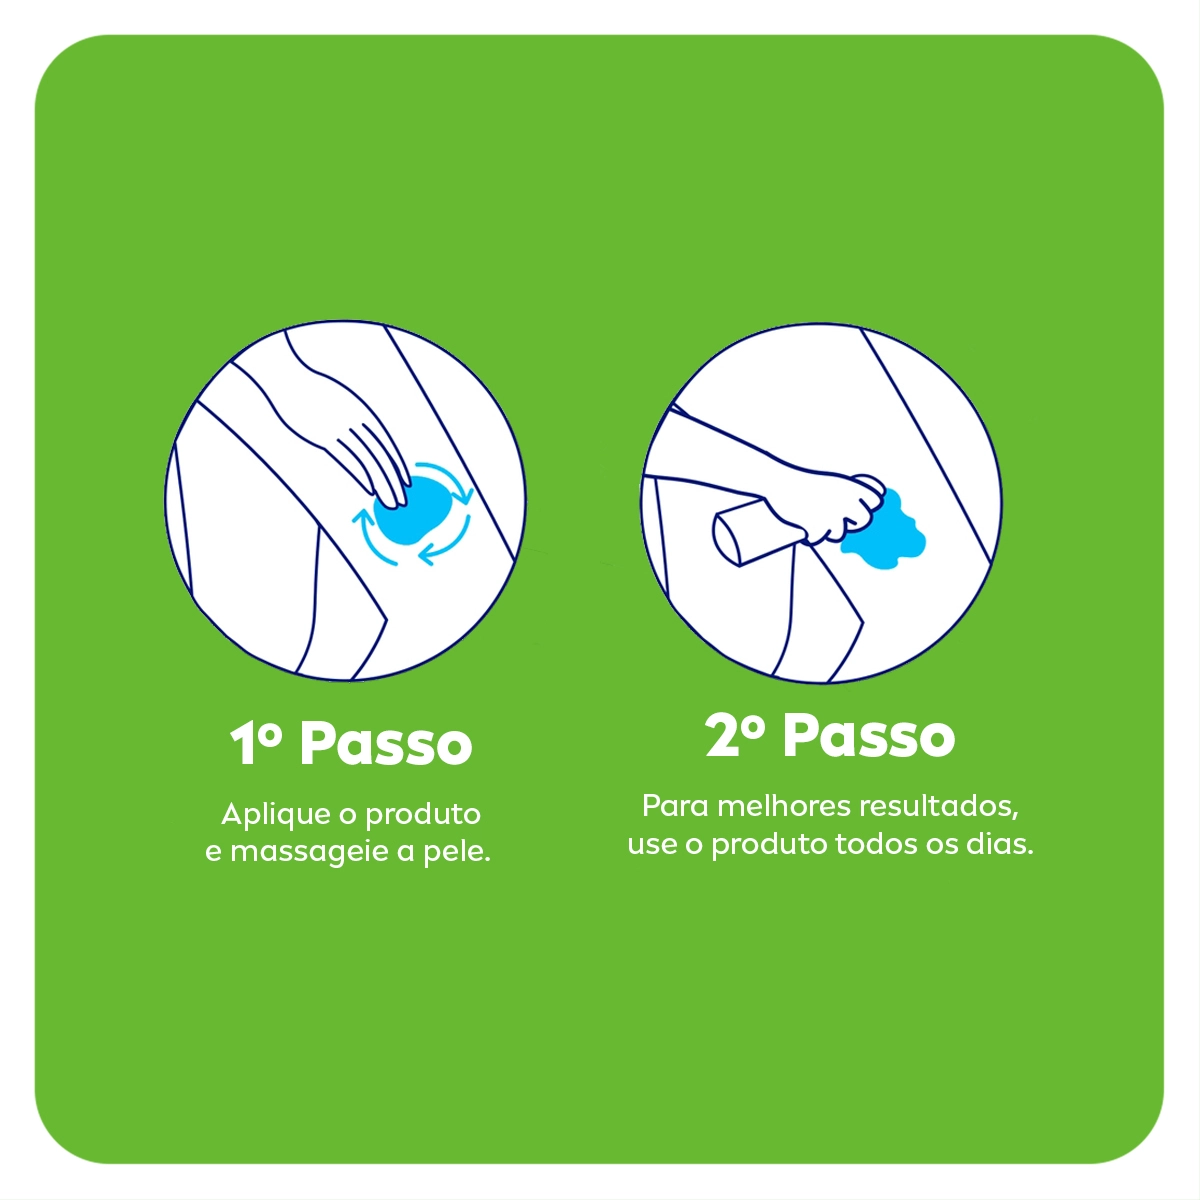 1º Passo
Aplique o produto
e massageie a pele.
2º Passo
Para melhores resultados,
use o produto todos os dias.